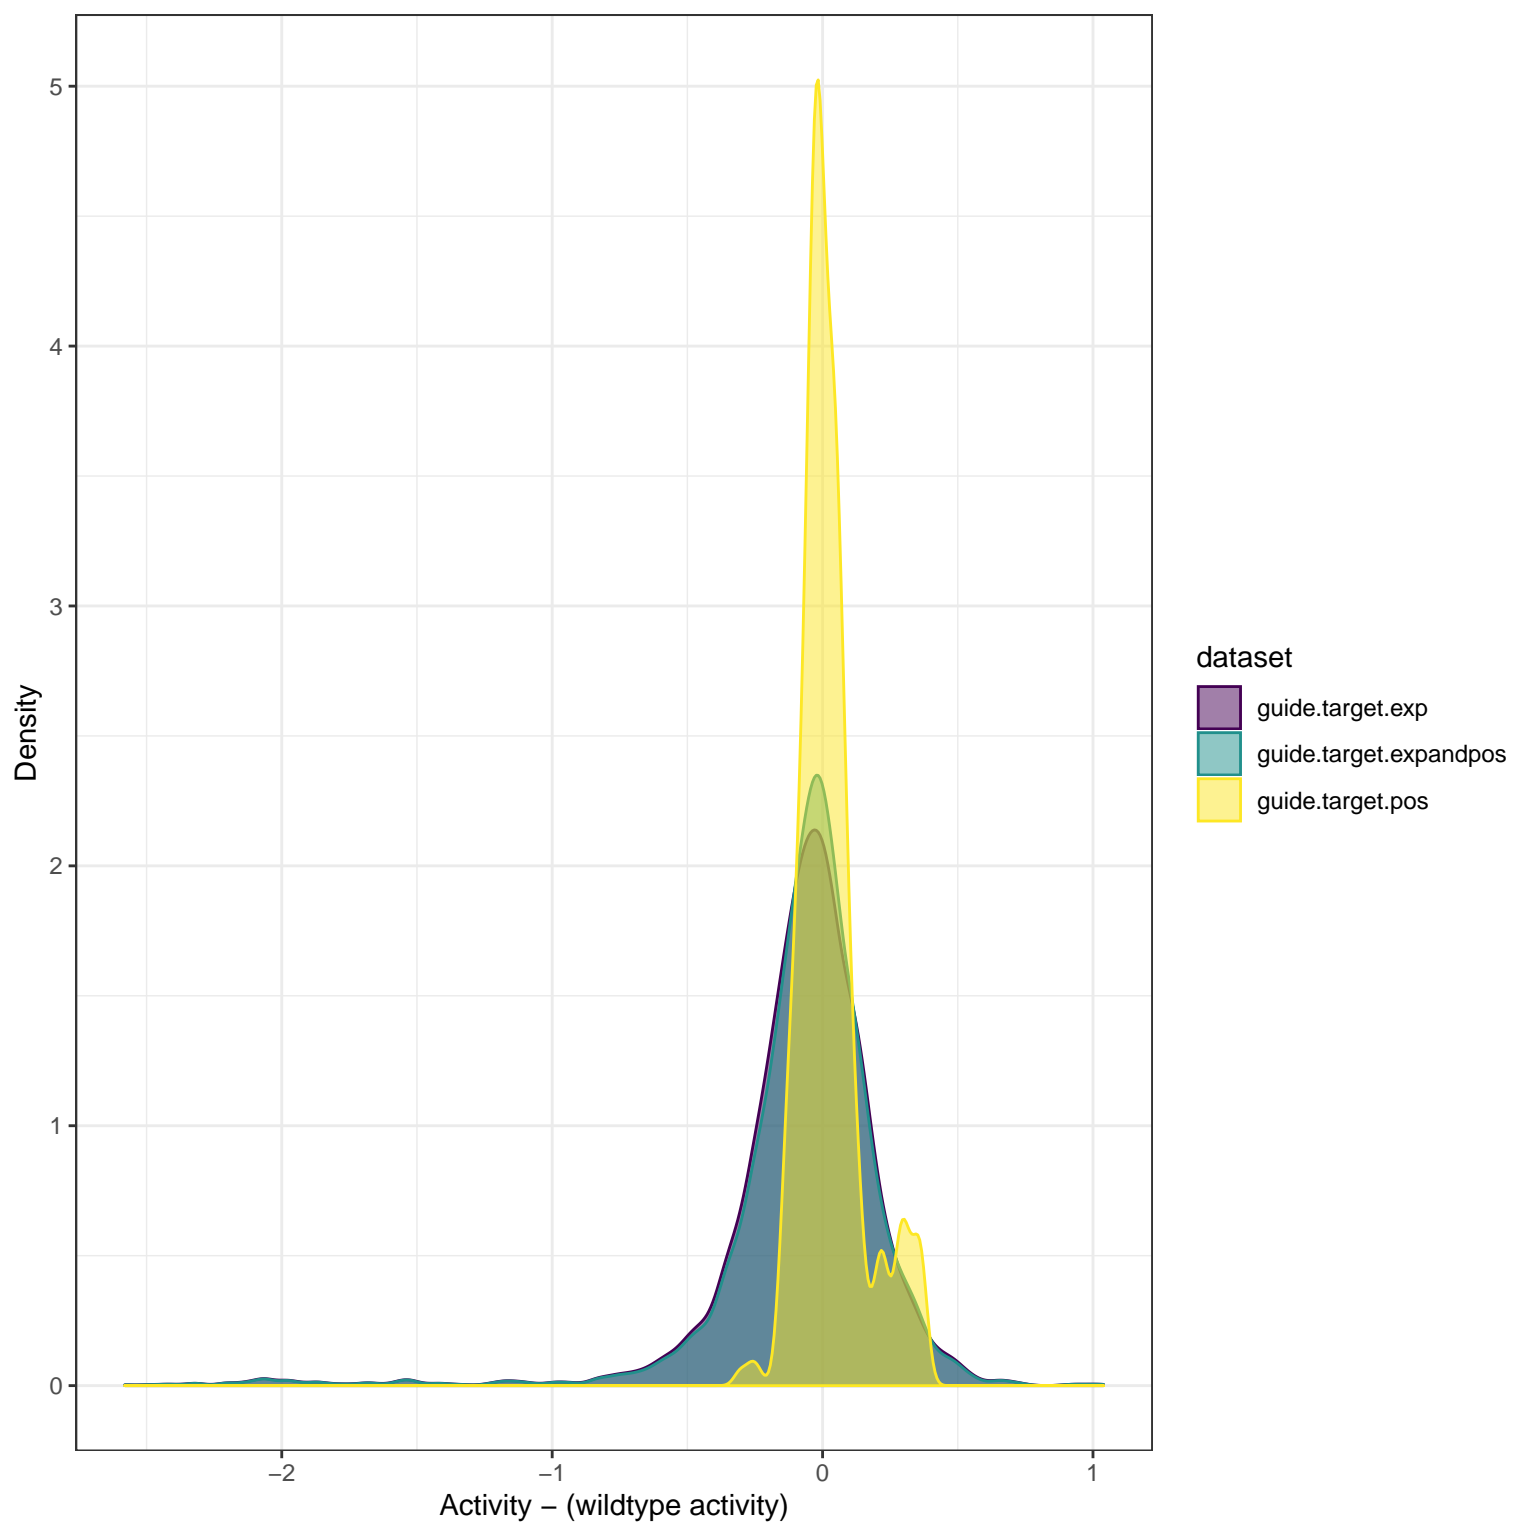 5
4
3
2
1
0
Density
−2
−1
0
1
Activity − (wildtype activity)
dataset
guide.target.exp
guide.target.expandpos
guide.target.pos